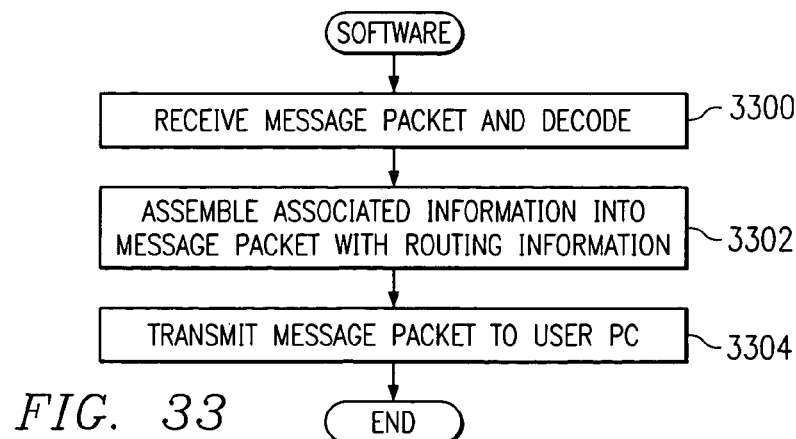 SOFTWARE
RECEIVE MESSAGE PACKET AND DECODE
3300
ASSEMBLE ASSOCIATED INFORMATION INTO
MESSAGE PACKET WITH ROUTING INFORMATION
3302
TRANSMIT MESSAGE PACKET TO USER PC
3304
FIG. 33
END